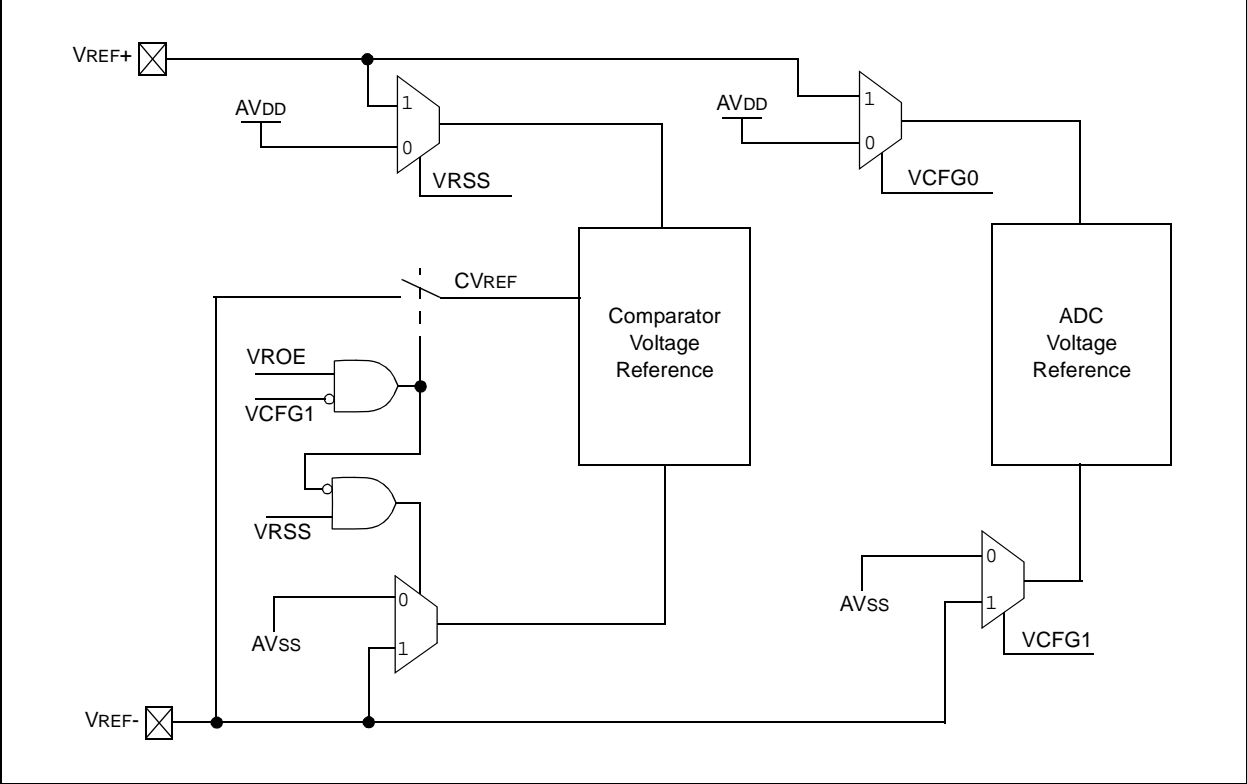 VREF+
AVDD
1
0
VRSS
AVDD
1
0
VCFG0
CVREF
Comparator
Voltage
Reference
ADC
Voltage
Reference
VROE
VCFG1
VRSS
AVSS
0
1
AVSS
0
1
VCFG1
VREF-